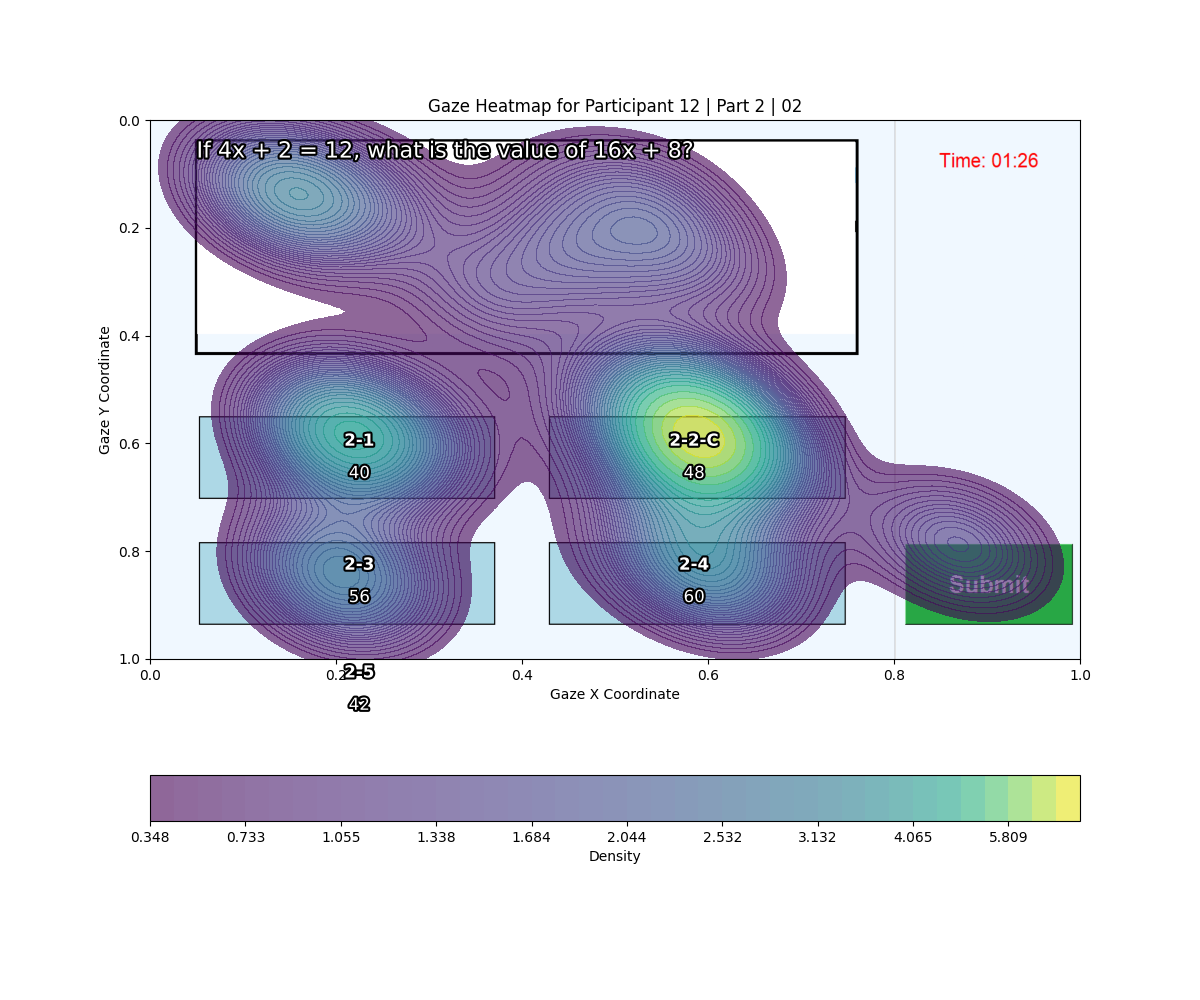 Gaze Heatmap for Participant 12 | Part 2 | 02
If 4x + 2 = 12, what is the value of 16x + 8?
Time: 01:26
0.0
0.2
0.4
0.6
0.8
1.0
Gaze Y Coordinate
2-1
40
2-2-C
48
2-3
56
2-4
60
Submit
2-5
42
0.0 0.2 0.4 0.6 0.8 1.0
Gaze X Coordinate
0.348 0.733 1.055 1.338 1.684 2.044 2.532 3.132 4.065 5.809
Density